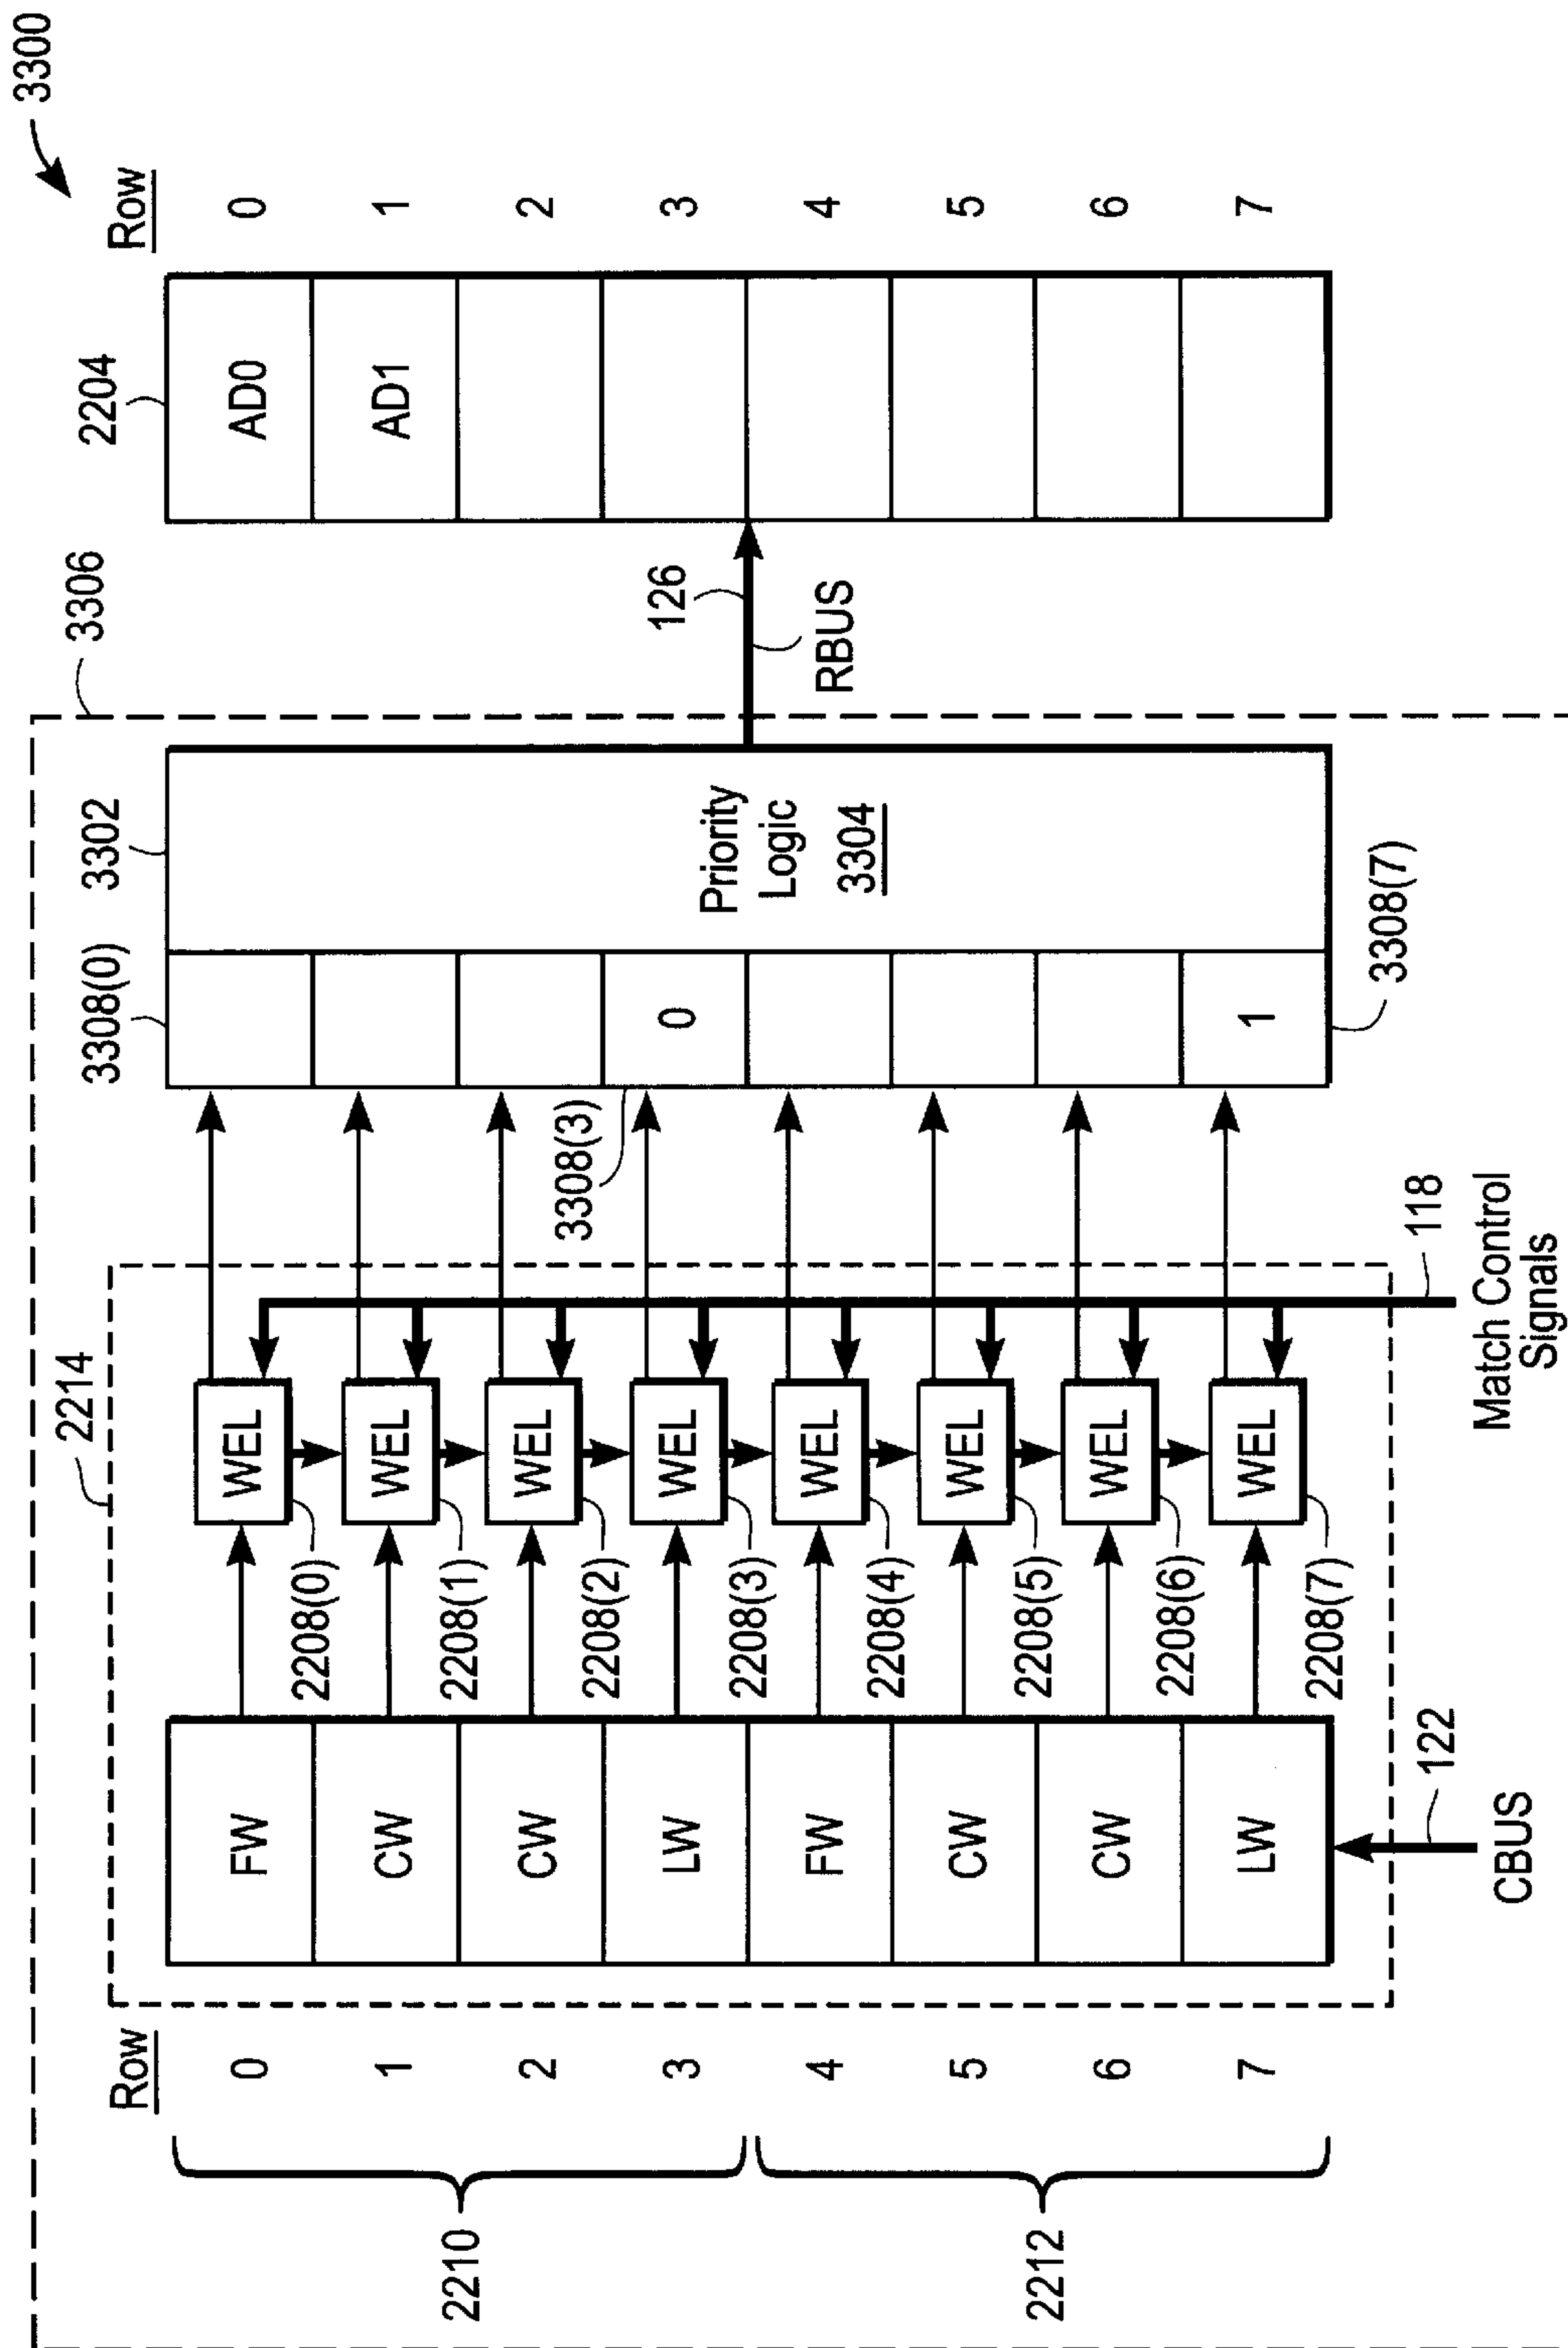 3300
3306
2214
3308(0)
3302
2204
Row
Row
0
FW
WEL
AD0
0
2208(0)
1
CW
WEL
AD1
1
2208(1)
2
CW
WEL
2
2208(2)
3308(3)
3
LW
WEL
0
3
2208(3)
Priority
Logic
3304
126
RBUS
4
FW
WEL
4
2208(4)
5
CW
WEL
5
2208(5)
6
CW
WEL
6
2208(6)
7
LW
WEL
1
7
2208(7)
3308(7)
2210
2212
122
CBUS
118
Match Control
Signals